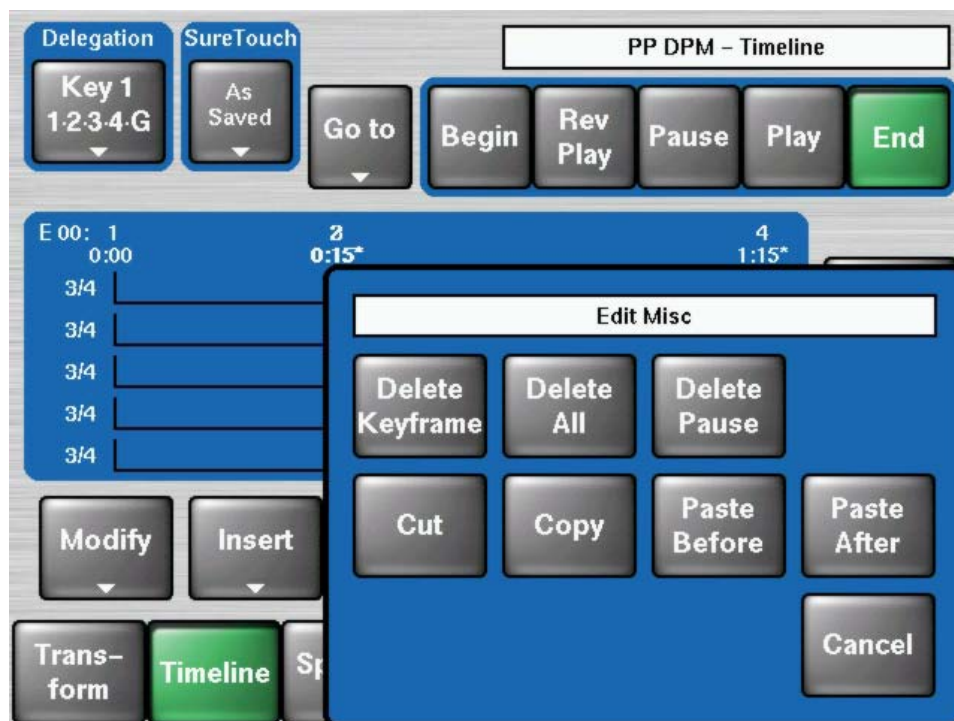 Delegation
SureTouch
PP DPM – Timeline
Key 1
1·2·3·4·G
As
Saved
Go to
Begin
Rev
Play
Pause
Play
End
E 00: 1 4
0:00 0:15* 1:15*
3/4
3/4
3/4
3/4
3/4
Edit Misc
Delete
Keyframe
Delete
All
Delete
Pause
Cut
Copy
Paste
Before
Paste
After
Modify
Insert
Cancel
Trans–
form
Timeline